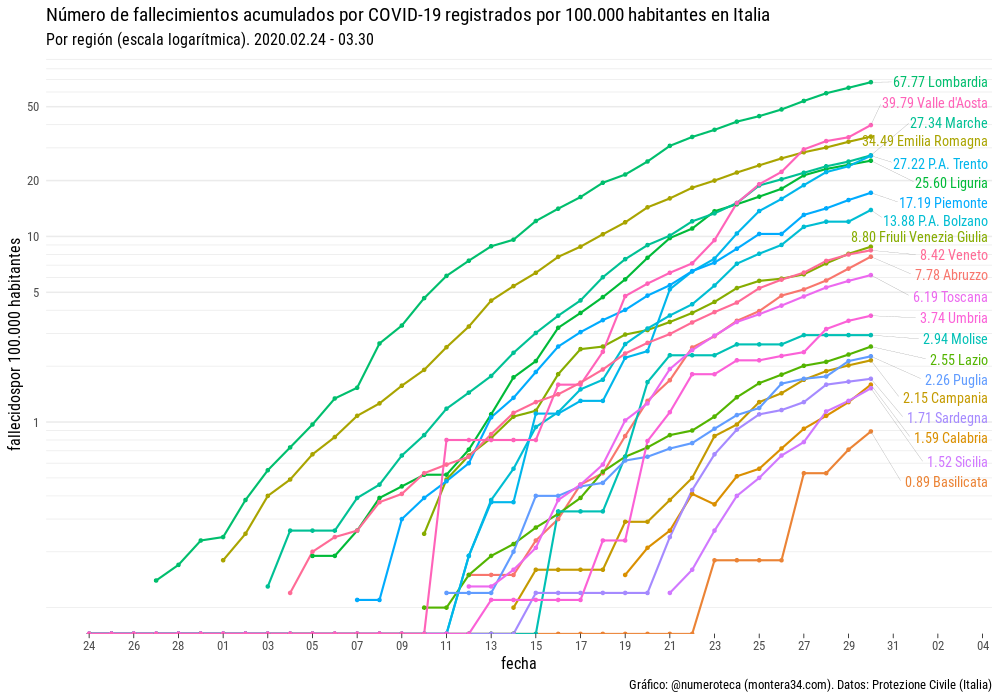 Número de fallecimientos acumulados por COVID-19 registrados por 100.000 habitantes en Italia
Por región (escala logarítmica). 2020.02.24 - 03.30
fallecidospor 100.000 habitantes
50
20
10
5
1
67.77 Lombardia
39.79 Valle d'Aosta
27.34 Marche
34.49 Emilia Romagna
27.22 P.A. Trento
25.60 Liguria
17.19 Piemonte
13.88 P.A. Bolzano
8.80 Friuli Venezia Giulia
8.42 Veneto
7.78 Abruzzo
6.19 Toscana
3.74 Umbria
2.94 Molise
2.55 Lazio
2.26 Puglia
2.15 Campania
1.71 Sardegna
1.59 Calabria
1.52 Sicilia
0.89 Basilicata
24 26 28 01 03 05 07 09 11 13 15 17 19 21 23 25 27 29 31 02 04
fecha
Gráfico: @numeroteca (montera34.com). Datos: Protezione Civile (Italia)